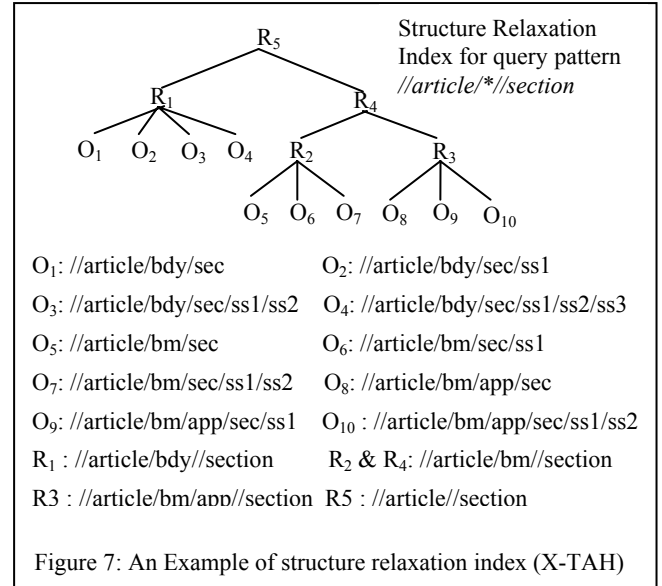 Structure Relaxation
Index for query pattern
//article/*//section
R5
R1
R4
O1 O2 O3 O4
R2 R3
O5 O6 O7 O8 O9 O10
O1: //article/bdy/sec O2: //article/bdy/sec/ss1
O3: //article/bdy/sec/ss1/ss2 O4: //article/bdy/sec/ss1/ss2/ss3
O5: //article/bm/sec O6: //article/bm/sec/ss1
O7: //article/bm/sec/ss1/ss2 O8: //article/bm/app/sec
O9: //article/bm/app/sec/ss1 O10 : //article/bm/app/sec/ss1/ss2
R1 : //article/bdy//section R2 & R4: //article/bm//section
R3 : //article/bm/app//section R5 : //article//section
Figure 7: An Example of structure relaxation index (X-TAH)